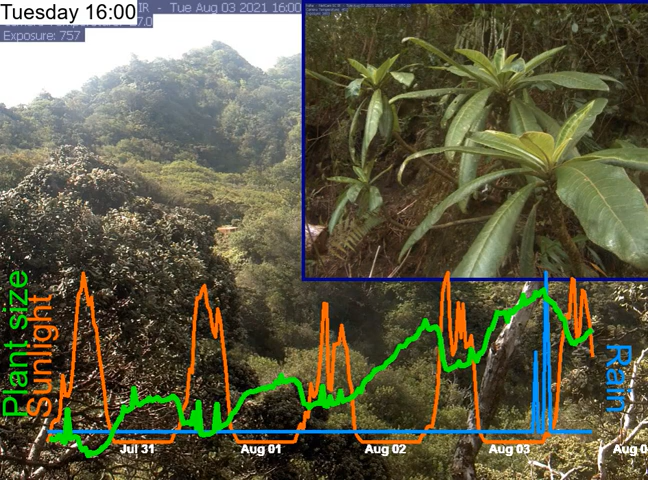 Tuesday 16:00
IR - Tue Aug 03 2021 16:00
Exposure: 757
Plant size
Sunlight
Rain
Jul 31
Aug 01
Aug 02
Aug 03